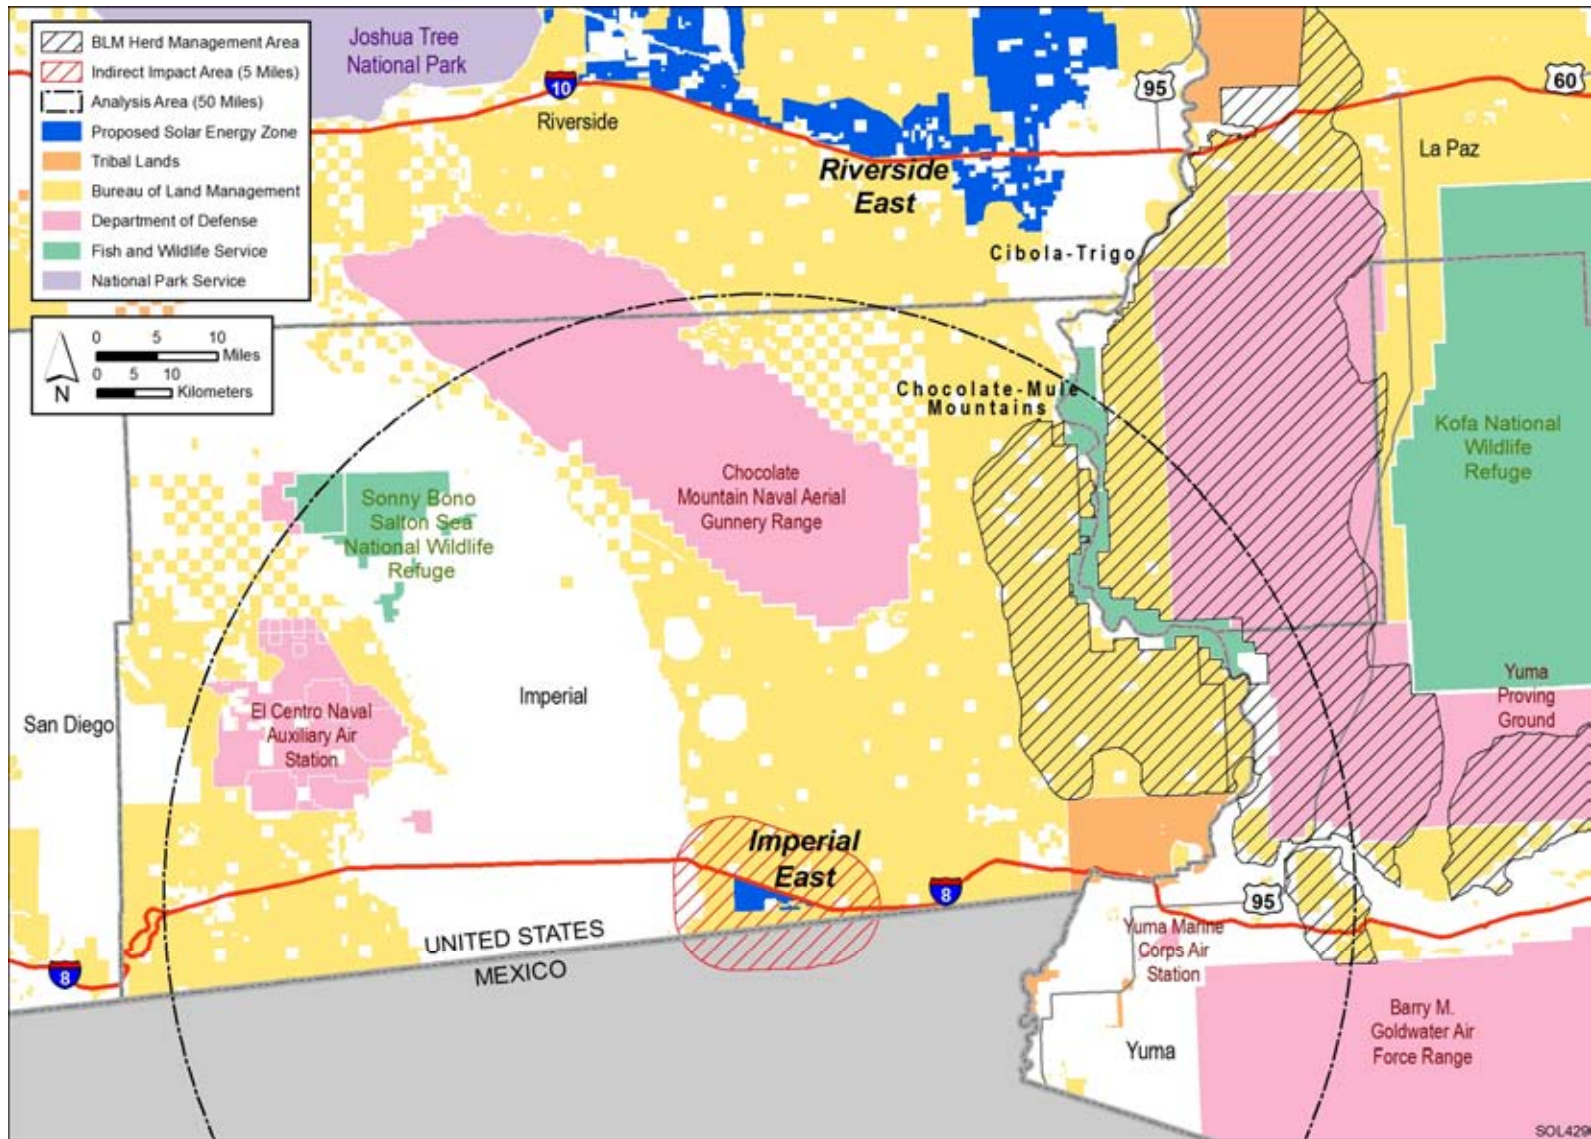 BLM Herd Management Area
Indirect Impact Area (5 Miles)
Analysis Area (50 Miles)
Proposed Solar Energy Zone
Tribal Lands
Bureau of Land Management
Department of Defense
Fish and Wildlife Service
National Park Service
0 5 10
Miles
0 5 10
Kilometers
N
Joshua Tree
National Park
10
Riverside
95
60
La Paz
Riverside
East
Cibola-Trigo
Chocolate-Mule
Mountains
Kofa National
Wildlife
Refuge
Chocolate
Mountain Naval Aerial
Gunnery Range
Sonny Bono
Salton Sea
National Wildlife
Refuge
Imperial
San Diego
El Centro Naval
Auxiliary Air
Station
Yuma
Proving
Ground
Imperial
East
8
95
UNITED STATES
MEXICO
8
Yuma Marine
Corps Air
Station
Yuma
Barry M.
Goldwater Air
Force Range